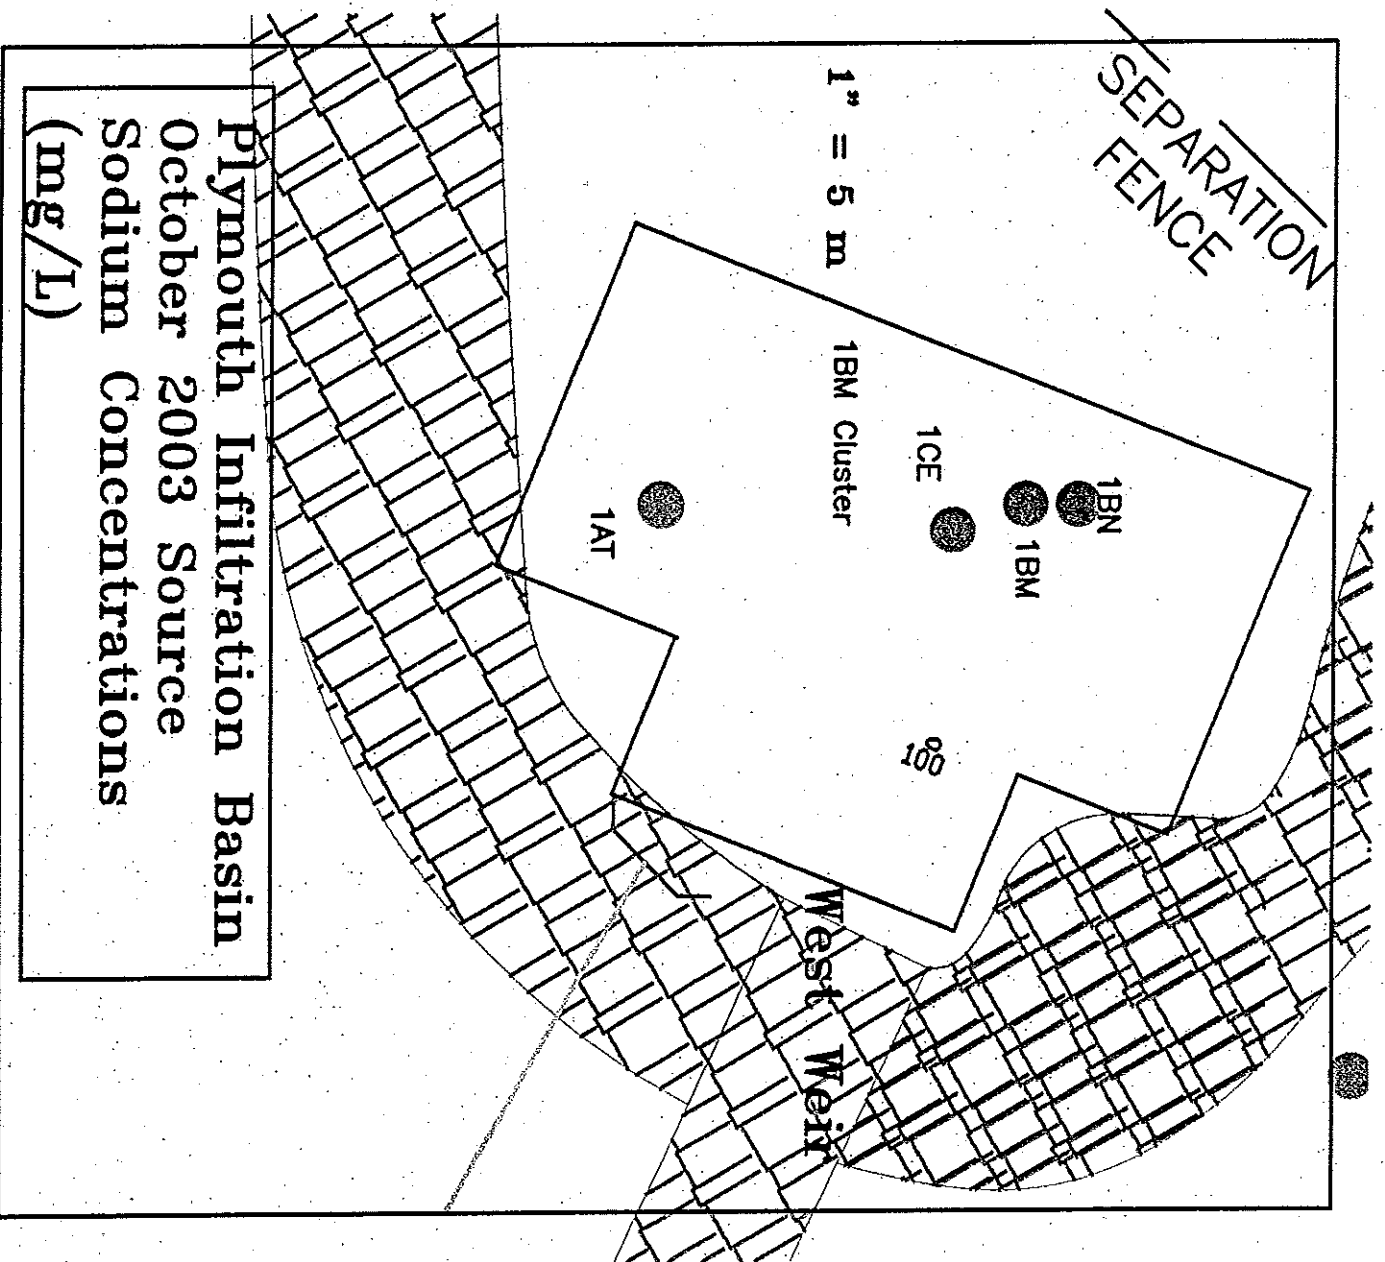 SEPARATION
FENCE
1" = 5 m
1BN
1BM
1CE
1BM Cluster
1AT
100
West Weir
Plymouth Infiltration Basin
October 2003 Source
Sodium Concentrations
(mg/L)